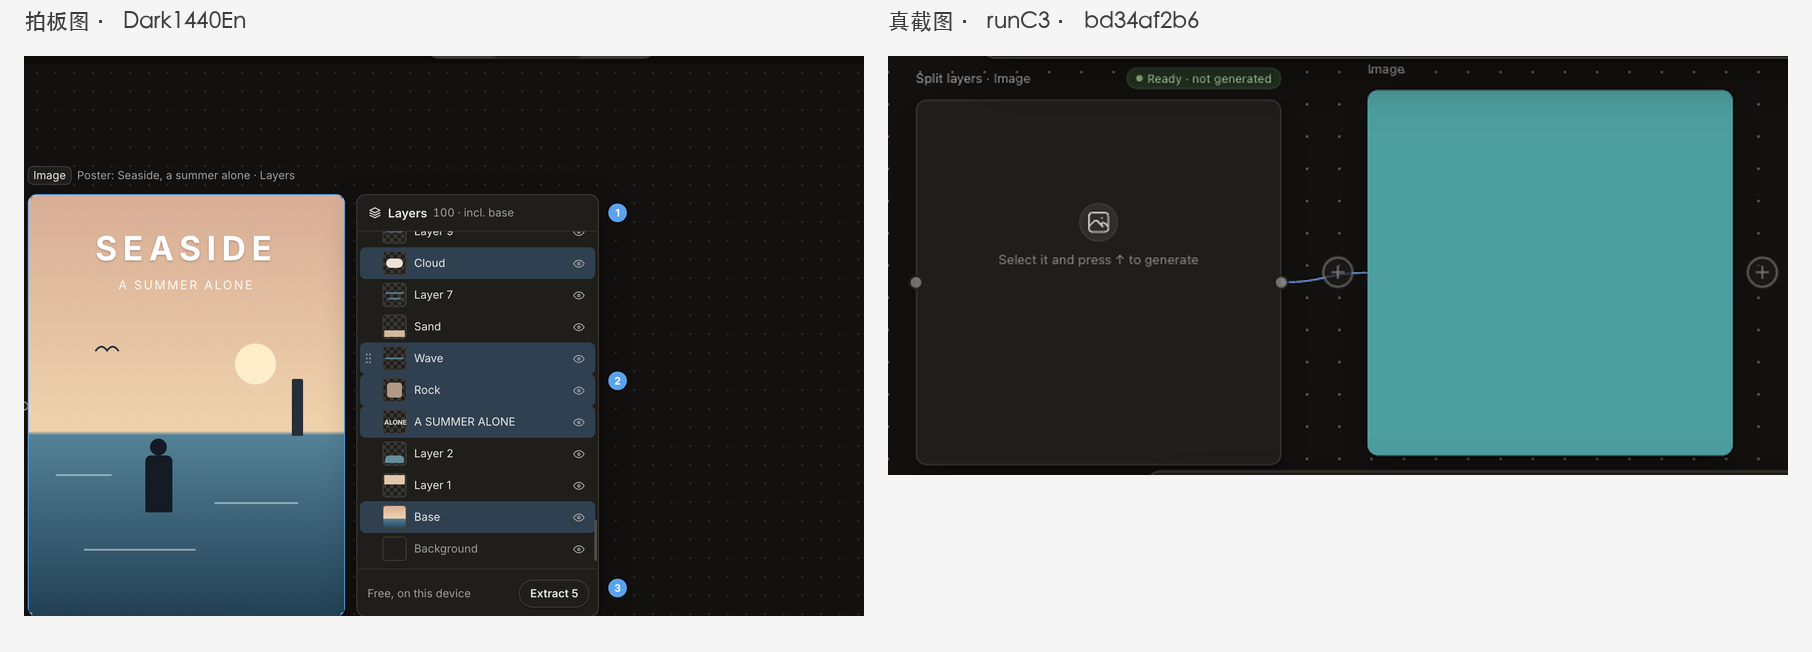 拍板图 · Dark1440En
真截图 · runC3 · bd34af2b6
Image Poster: Seaside, a summer alone · Layers
SEASIDE
A SUMMER ALONE
Layers 100 · incl. base
1
Layer 9
Cloud
Layer 7
Sand
Wave
Rock
2
ALONE A SUMMER ALONE
Layer 2
Layer 1
Base
Background
Free, on this device Extract 5
3
Split layers · Image
Ready · not generated
Image
Select it and press ↑ to generate